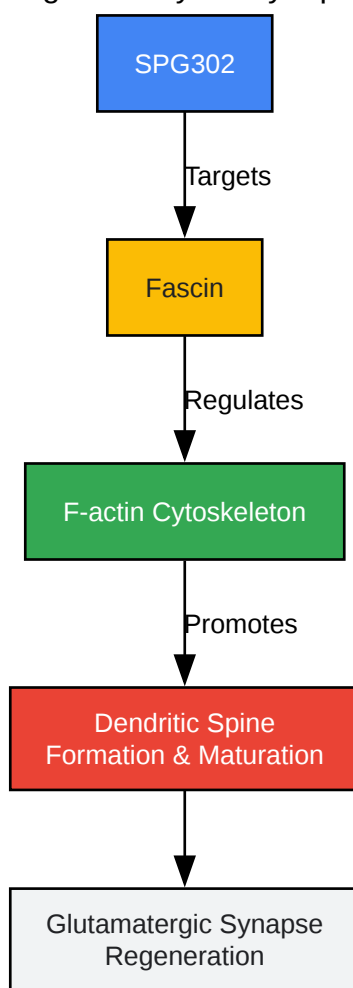 SPG302
Targets
Fascin
Regulates
F-actin Cytoskeleton
Promotes
Dendritic Spine
Formation & Maturation
Glutamatergic Synapse
Regeneration